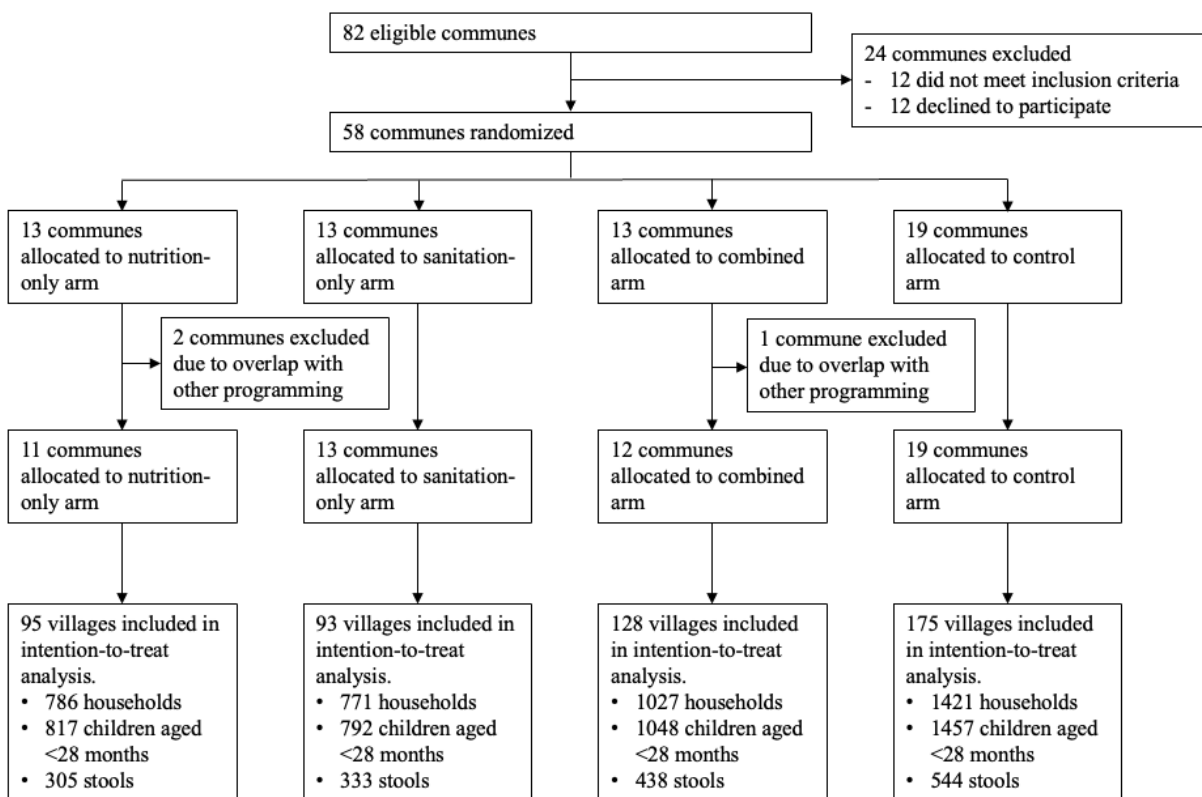 82 eligible communes
24 communes excluded
- 12 did not meet inclusion criteria
- 12 declined to participate
58 communes randomized
13 communes
allocated to nutrition-
only arm
13 communes
allocated to sanitation-
only arm
13 communes
allocated to combined
arm
19 communes
allocated to control
arm
2 communes excluded
due to overlap with
other programming
1 commune excluded
due to overlap with
other programming
11 communes
allocated to nutrition-
only arm
13 communes
allocated to sanitation-
only arm
12 communes
allocated to combined
arm
19 communes
allocated to control
arm
95 villages included in
intention-to-treat
analysis.
• 786 households
• 817 children aged
<28 months
• 305 stools
93 villages included in
intention-to-treat
analysis.
• 771 households
• 792 children aged
<28 months
• 333 stools
128 villages included
in intention-to-treat
analysis.
• 1027 households
• 1048 children aged
<28 months
• 438 stools
175 villages included
in intention-to-treat
analysis.
• 1421 households
• 1457 children aged
<28 months
• 544 stools